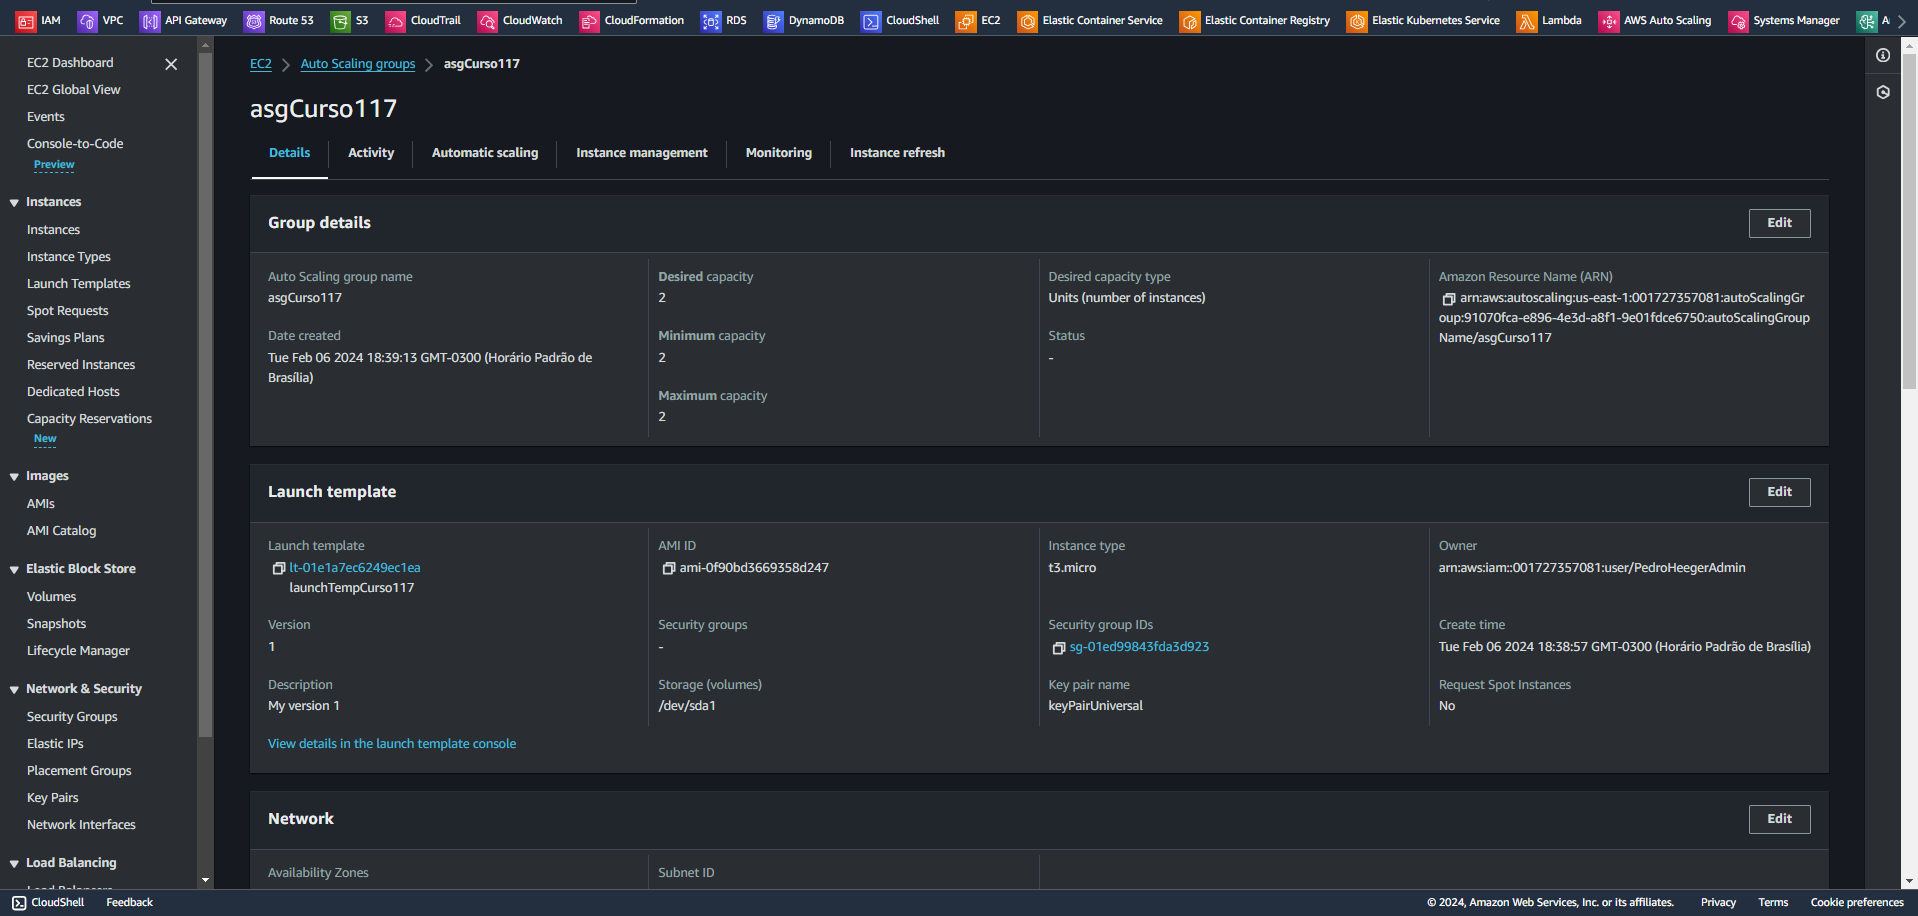 IAM VPC API Gateway Route 53 S3 CloudTrail CloudWatch CloudFormation RDS DynamoDB CloudShell EC2 Elastic Container Service Elastic Container Registry Elastic Kubernetes Service Lambda AWS Auto Scaling Systems Manager A
EC2 Dashboard
EC2 Global View
Events
Console-to-Code
Preview
Instances
Instances
Instance Types
Launch Templates
Spot Requests
Savings Plans
Reserved Instances
Dedicated Hosts
Capacity Reservations
New
Images
AMIs
AMI Catalog
Elastic Block Store
Volumes
Snapshots
Lifecycle Manager
Network & Security
Security Groups
Elastic IPs
Placement Groups
Key Pairs
Network Interfaces
Load Balancing
Load Balancers
EC2 Auto Scaling groups asgCurso117
asgCurso117
Details Activity Automatic scaling Instance management Monitoring Instance refresh
Group details
Edit
Auto Scaling group name
asgCurso117
Date created
Tue Feb 06 2024 18:39:13 GMT-0300 (Horário Padrão de
Brasília)
Desired capacity
2
Minimum capacity
2
Maximum capacity
2
Desired capacity type
Units (number of instances)
Status
-
Amazon Resource Name (ARN)
arn:aws:autoscaling:us-east-1:001727357081:autoScalingGr
oup:91070fca-e896-4e3d-a8f1-9e01fdce6750:autoScalingGroup
Name/asgCurso117
Launch template
Edit
Launch template
lt-01e1a7ec6249ec1ea
launchTempCurso117
Version
1
Description
My version 1
AMI ID
ami-0f90bd3669358d247
Security groups
-
Storage (volumes)
/dev/sda1
Instance type
t3.micro
Security group IDs
sg-01ed99843fda3d923
Key pair name
keyPairUniversal
Owner
arn:aws:iam::001727357081:user/PedroHeegerAdmin
Create time
Tue Feb 06 2024 18:38:57 GMT-0300 (Horário Padrão de Brasília)
Request Spot Instances
No
View details in the launch template console
Network
Edit
Availability Zones
Subnet ID
CloudShell Feedback
© 2024, Amazon Web Services, Inc. or its affiliates. Privacy Terms Cookie preferences